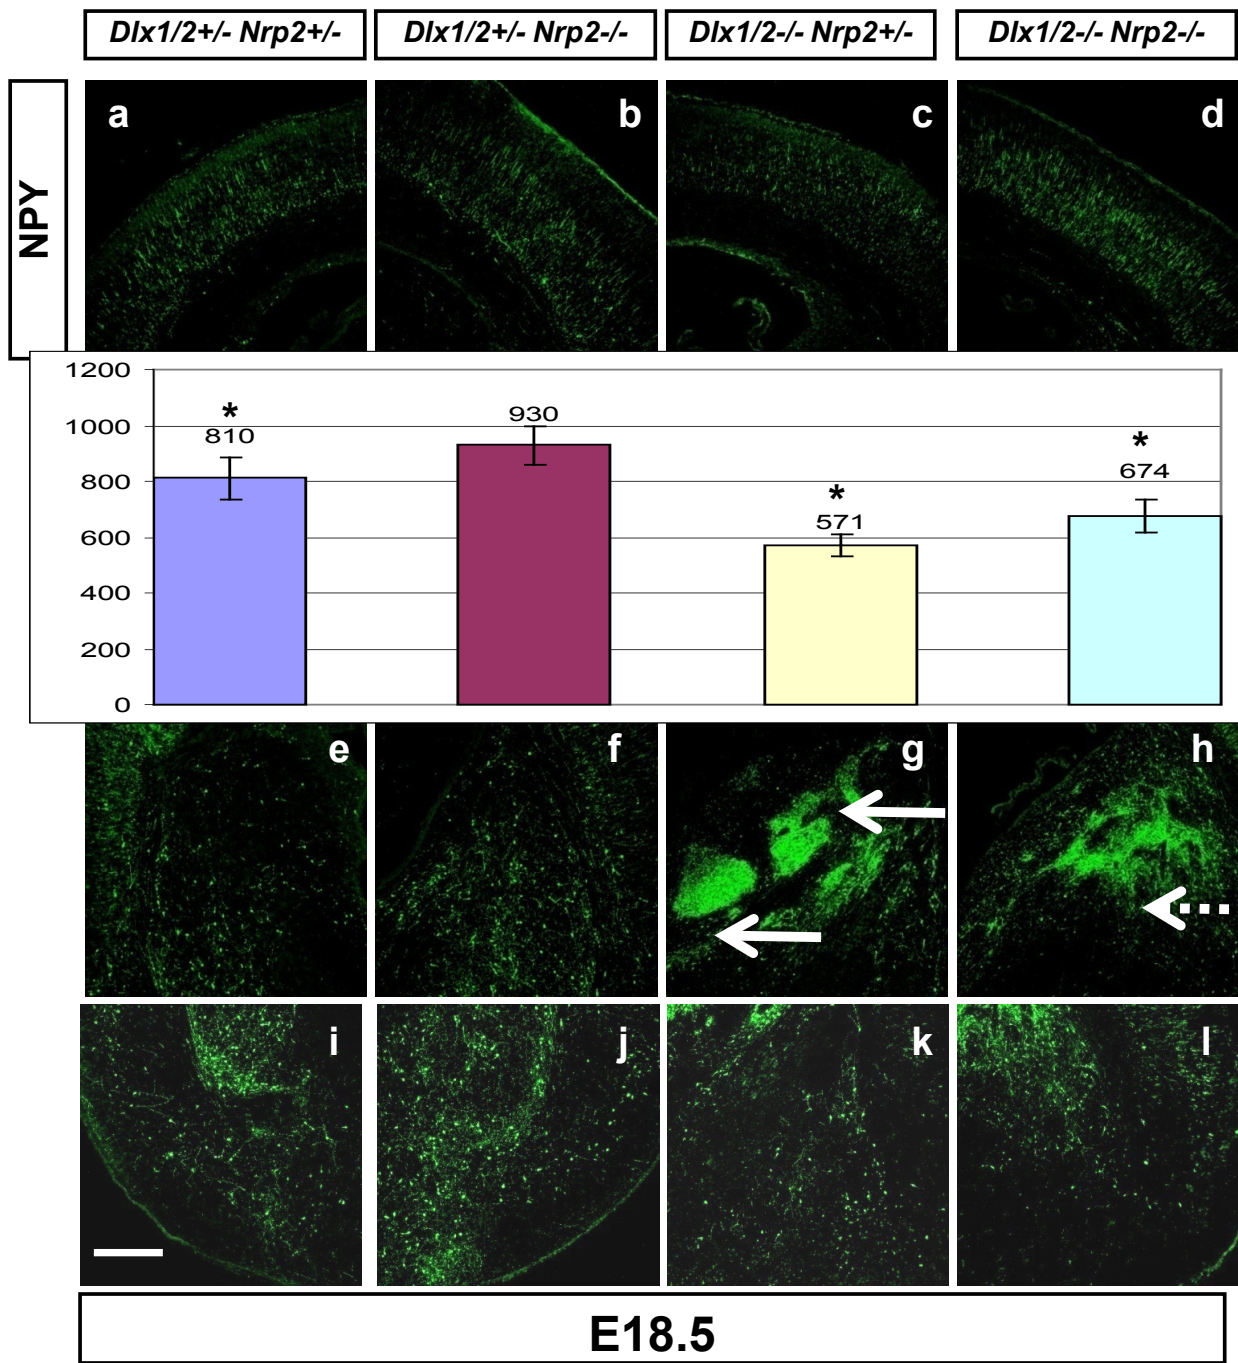 Dlx1/2+/- Nrp2+/-
Dlx1/2+/- Nrp2-/-
Dlx1/2-/- Nrp2+/-
Dlx1/2-/- Nrp2-/-
NPY
a
b
c
d
1200
1000
800
600
400
200
0
*
810
930
*
571
*
674
e
f
g
h
i
j
k
l
E18.5